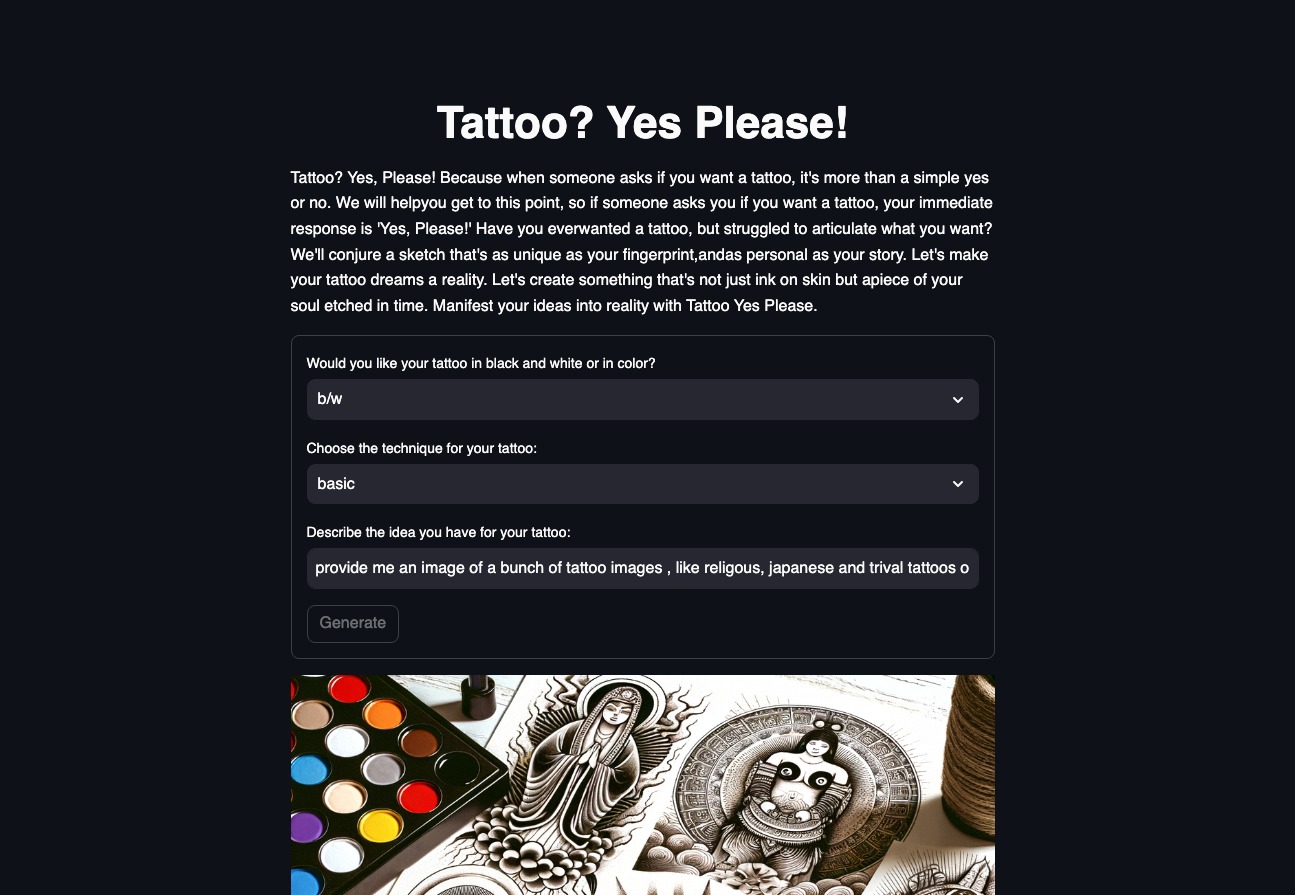 Tattoo? Yes Please!
Tattoo? Yes, Please! Because when someone asks if you want a tattoo, it's more than a simple yes
or no. We will helpyou get to this point, so if someone asks you if you want a tattoo, your immediate
response is 'Yes, Please!' Have you everwanted a tattoo, but struggled to articulate what you want?
We'll conjure a sketch that's as unique as your fingerprint,andas personal as your story. Let's make
your tattoo dreams a reality. Let's create something that's not just ink on skin but apiece of your
soul etched in time. Manifest your ideas into reality with Tattoo Yes Please.
Would you like your tattoo in black and white or in color?
b/w
Choose the technique for your tattoo:
basic
Describe the idea you have for your tattoo:
provide me an image of a bunch of tattoo images , like religous, japanese and trival tattoos o
Generate